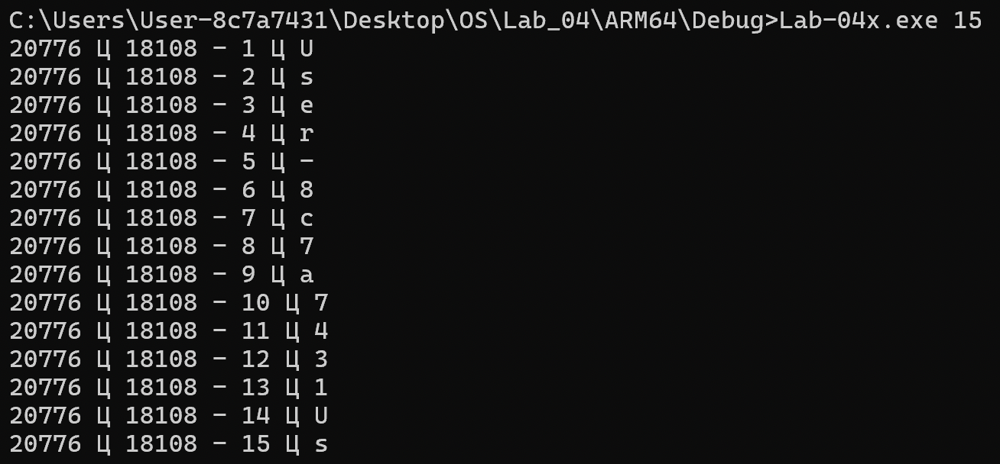 C:\Users\User-8c7a7431\Desktop\OS\Lab_04\ARM64\Debug>Lab-04x.exe 15
20776 Ц 18108 - 1 Ц U
20776 Ц 18108 - 2 Ц s
20776 Ц 18108 - 3 Ц e
20776 Ц 18108 - 4 Ц r
20776 Ц 18108 - 5 Ц -
20776 Ц 18108 - 6 Ц 8
20776 Ц 18108 - 7 Ц c
20776 Ц 18108 - 8 Ц 7
20776 Ц 18108 - 9 Ц a
20776 Ц 18108 - 10 Ц 7
20776 Ц 18108 - 11 Ц 4
20776 Ц 18108 - 12 Ц 3
20776 Ц 18108 - 13 Ц 1
20776 Ц 18108 - 14 Ц U
20776 Ц 18108 - 15 Ц s